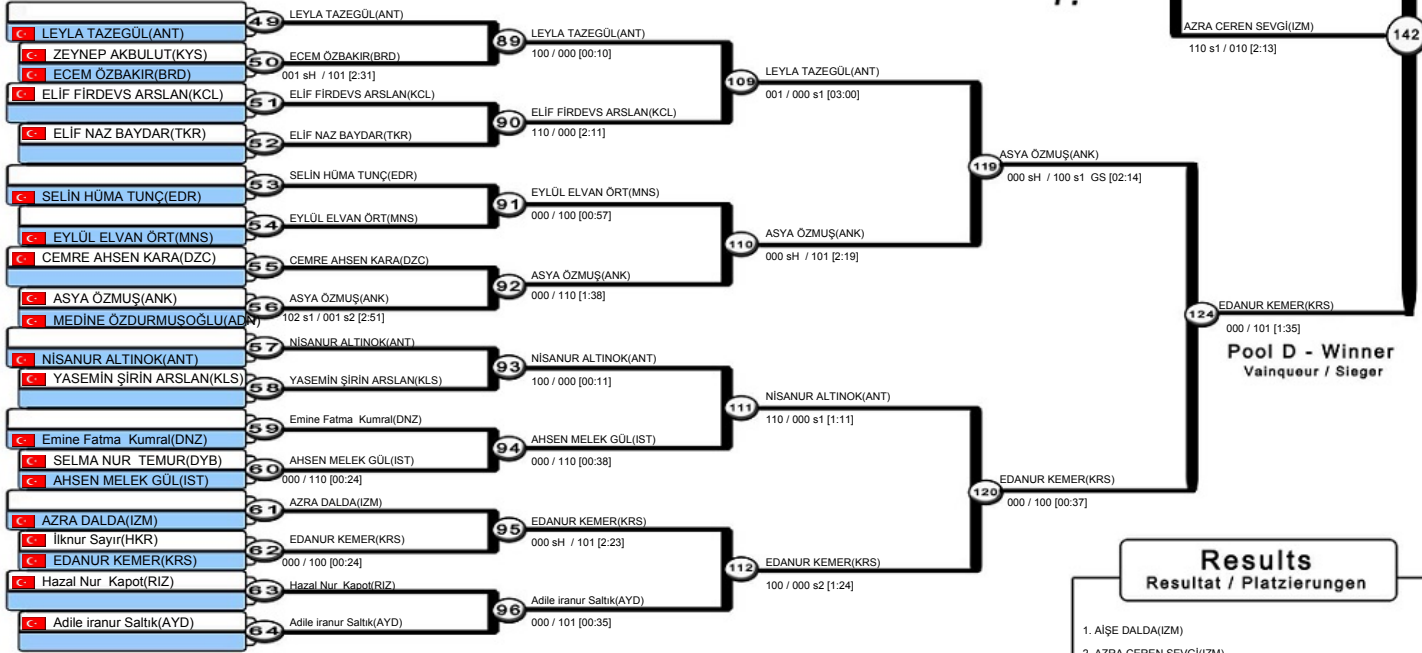 LEYLA TAZEGÜL(ANT)
ZEYNEP AKBULUT(KYS)
ECEM ÖZBAKIR(BRD)
ELİF FİRDEVS ARSLAN(KCL)
ELİF NAZ BAYDAR(TKR)
SELİN HÜMA TUNÇ(EDR)
EYLÜL ELVAN ÖRT(MNS)
CEMRE AHSEN KARA(DZC)
ASYA ÖZMUŞ(ANK)
MEDİNE ÖZDURMUŞOĞLU(ADN)
NİSANUR ALTINOK(ANT)
YASEMİN ŞİRİN ARSLAN(KLS)
Emine Fatma Kumral(DNZ)
SELMA NUR TEMUR(DYB)
AHSEN MELEK GÜL(IST)
AZRA DALDA(IZM)
İlknur Sayır(HKR)
EDANUR KEMER(KRS)
Hazal Nur Kapot(RIZ)
Adile iranur Saltık(AYD)
49 LEYLA TAZEGÜL(ANT)
50 ECEM ÖZBAKIR(BRD)
001 sH / 101 [2:31]
51 ELİF FİRDEVS ARSLAN(KCL)
52 ELİF NAZ BAYDAR(TKR)
53 SELİN HÜMA TUNÇ(EDR)
54 EYLÜL ELVAN ÖRT(MNS)
55 CEMRE AHSEN KARA(DZC)
56 ASYA ÖZMUŞ(ANK)
102 s1 / 001 s2 [2:51]
57 NİSANUR ALTINOK(ANT)
58 YASEMİN ŞİRİN ARSLAN(KLS)
59 Emine Fatma Kumral(DNZ)
60 AHSEN MELEK GÜL(IST)
000 / 110 [00:24]
61 AZRA DALDA(IZM)
62 EDANUR KEMER(KRS)
000 / 100 [00:24]
63 Hazal Nur Kapot(RIZ)
64 Adile iranur Saltık(AYD)
89 LEYLA TAZEGÜL(ANT)
100 / 000 [00:10]
90 ELİF FİRDEVS ARSLAN(KCL)
110 / 000 [2:11]
91 EYLÜL ELVAN ÖRT(MNS)
000 / 100 [00:57]
92 ASYA ÖZMUŞ(ANK)
000 / 110 [1:38]
93 NİSANUR ALTINOK(ANT)
100 / 000 [00:11]
94 AHSEN MELEK GÜL(IST)
000 / 110 [00:38]
95 EDANUR KEMER(KRS)
000 sH / 101 [2:23]
96 Adile iranur Saltık(AYD)
000 / 101 [00:35]
109 LEYLA TAZEGÜL(ANT)
001 / 000 s1 [03:00]
110 ASYA ÖZMUŞ(ANK)
000 sH / 101 [2:19]
111 NİSANUR ALTINOK(ANT)
110 / 000 s1 [1:11]
112 EDANUR KEMER(KRS)
100 / 000 s2 [1:24]
119 ASYA ÖZMUŞ(ANK)
000 sH / 100 s1 GS [02:14]
120 EDANUR KEMER(KRS)
000 / 100 [00:37]
AZRA CEREN SEVGİ(IZM)
110 s1 / 010 [2:13]
142
124 EDANUR KEMER(KRS)
000 / 101 [1:35]
Pool D - Winner
Vainqueur / Sieger
Results
Resultat / Platzierungen
1. AİŞE DALDA(IZM)
2. AZRA CEREN SEVGİ(IZM)